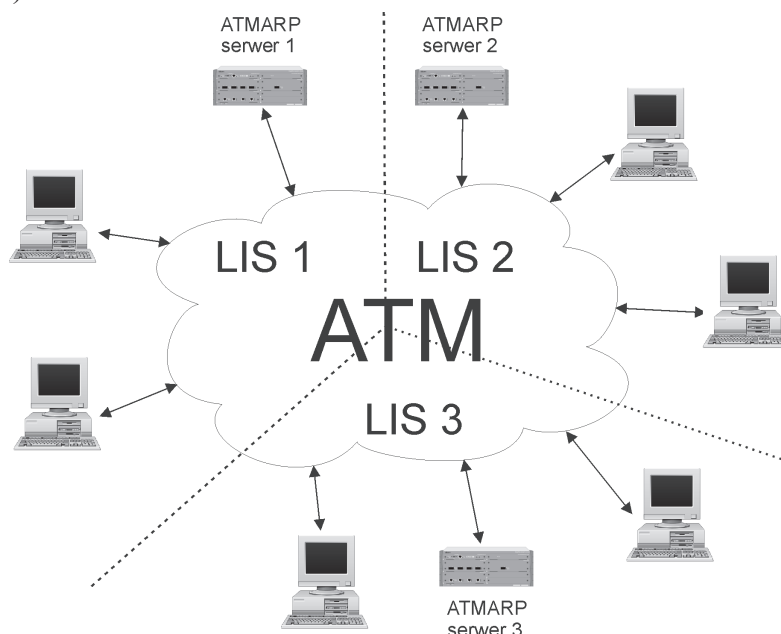 ATMARP
serwer 1
ATMARP
serwer 2
LIS 1
LIS 2
ATM
LIS 3
ATMARP
serwer 3